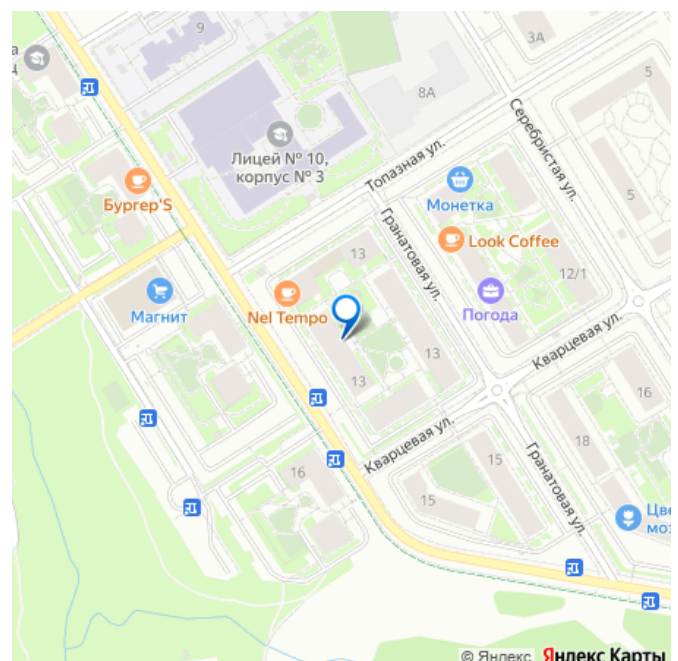 а
ц
9
3А
5
8А
Лицей № 10,
корпус № 3
Серебристая ул.
Топазная ул.
Бургер'S
Монетка
5
Гранатовая ул.
Look Coffee
13
12/1
Магнит
Nel Tempo
Погода
Кварцевая ул.
13
13
16
Кварцевая ул.
18
16
15
15
Гранатовая ул.
Цве
моз
© Яндекс Яндекс Карты